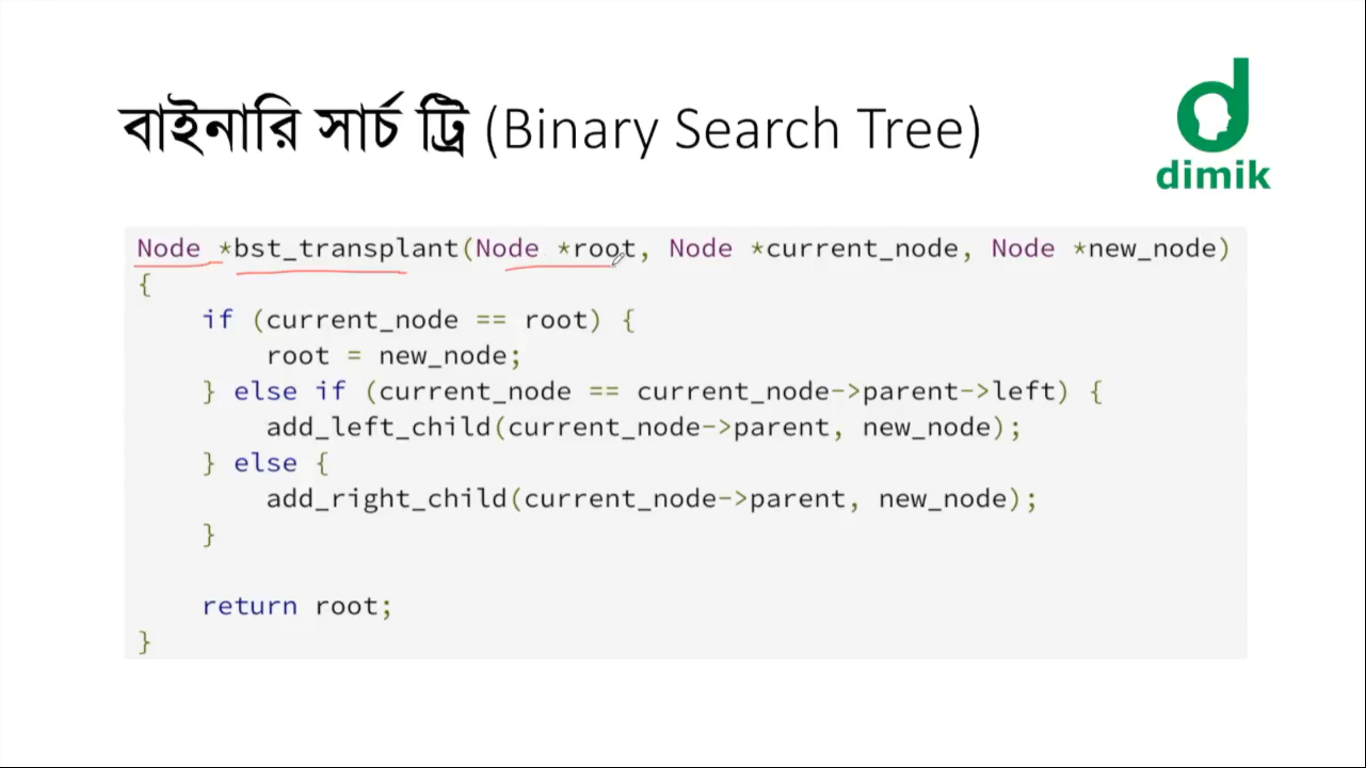 বাইনারি সার্চ ট্রি (Binary Search Tree)
dimik
Node *bst_transplant(Node *root, Node *current_node, Node *new_node)
{
    if (current_node == root) {
        root = new_node;
    } else if (current_node == current_node->parent->left) {
        add_left_child(current_node->parent, new_node);
    } else {
        add_right_child(current_node->parent, new_node);
    }
    return root;
}